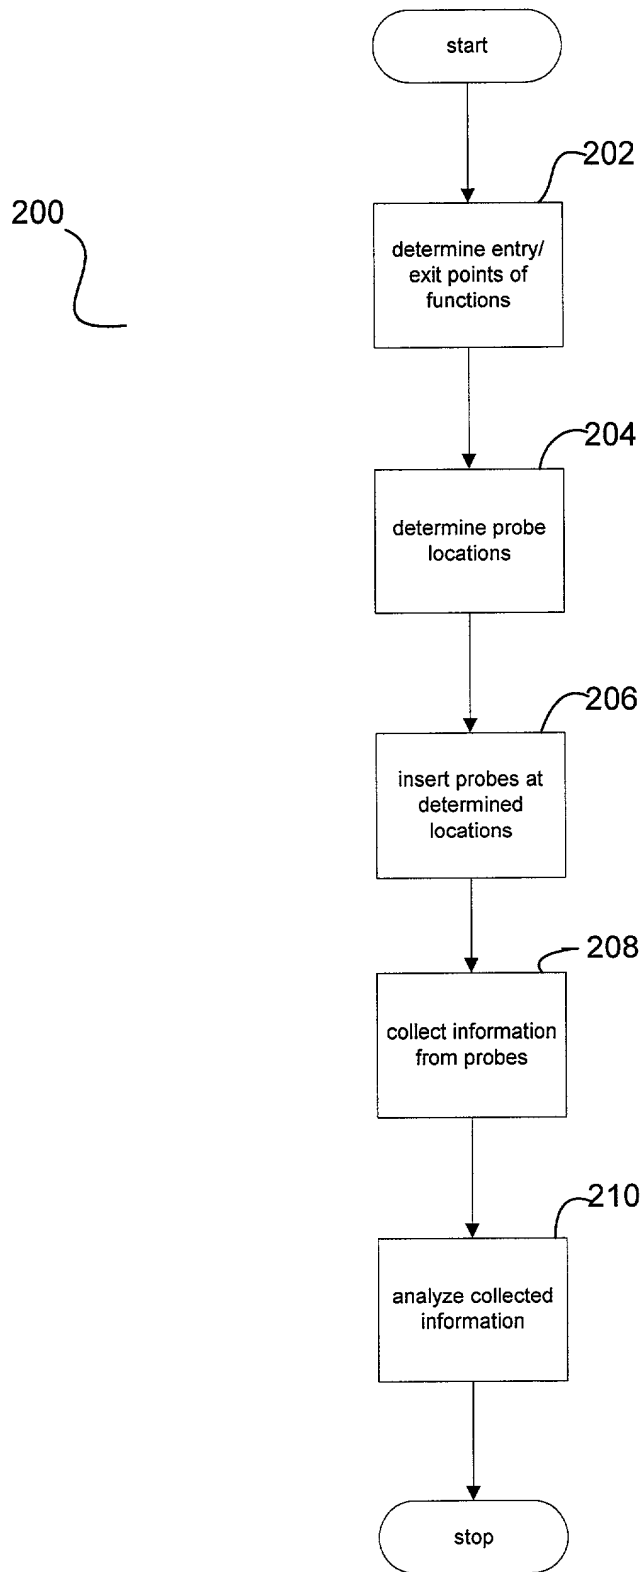 start
202
200
determine entry/
exit points of
functions
204
determine probe
locations
206
insert probes at
determined
locations
208
collect information
from probes
210
analyze collected
information
stop